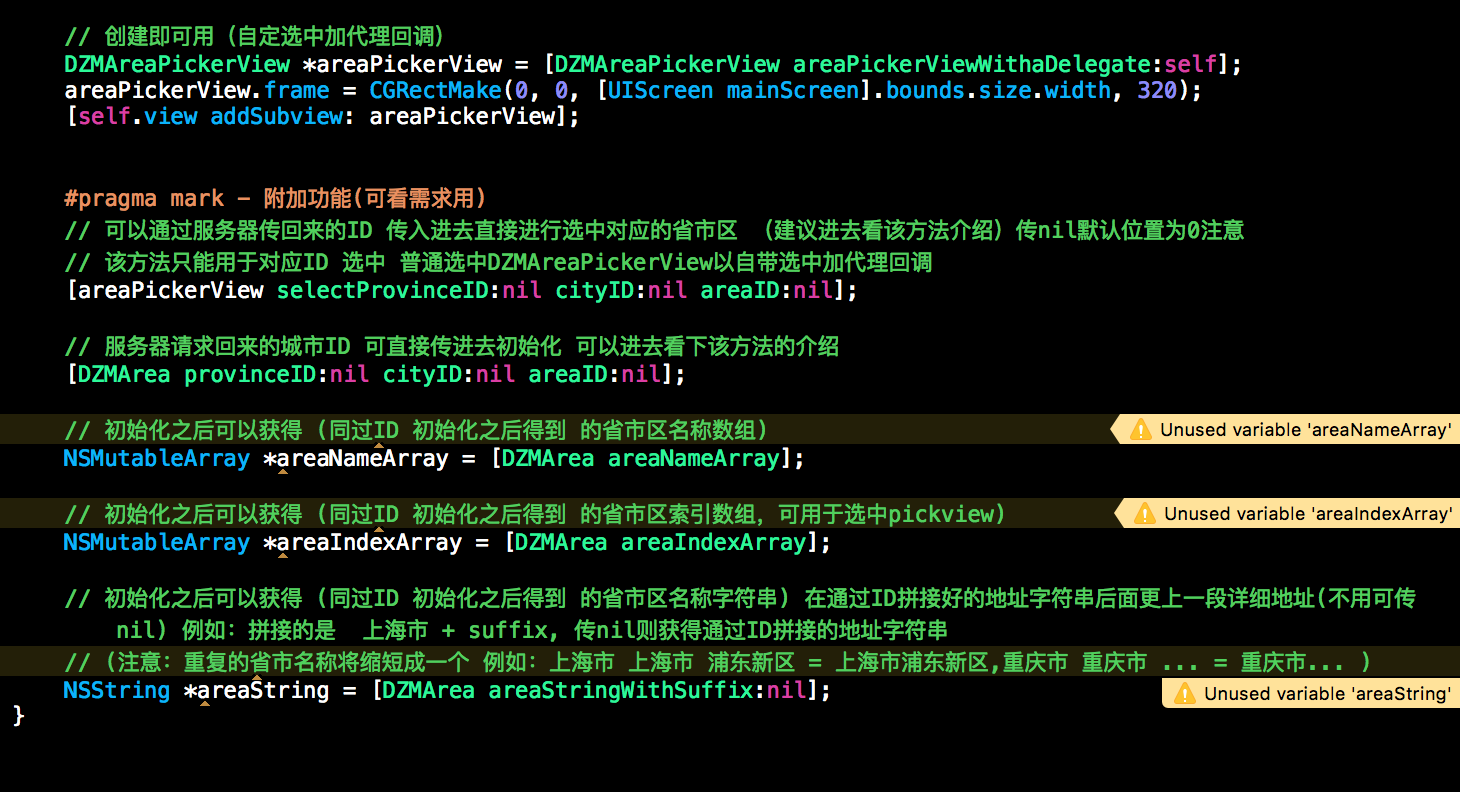 // 创建即可用（自定选中加代理回调）
DZMAreaPickerView *areaPickerView = [DZMAreaPickerView areaPickerViewWithaDelegate:self];
areaPickerView.frame = CGRectMake(0, 0, [UIScreen mainScreen].bounds.size.width, 320);
[self.view addSubview: areaPickerView];
#pragma mark - 附加功能(可看需求用)
// 可以通过服务器传回来的ID 传入进去直接进行选中对应的省市区 （建议进去看该方法介绍）传nil默认位置为0注意
// 该方法只能用于对应ID 选中 普通选中DZMAreaPickerView以自带选中加代理回调
[areaPickerView selectProvinceID:nil cityID:nil areaID:nil];
// 服务器请求回来的城市ID 可直接传进去初始化 可以进去看下该方法的介绍
[DZMArea provinceID:nil cityID:nil areaID:nil];
// 初始化之后可以获得 (同过ID 初始化之后得到 的省市区名称数组) Unused variable 'areaNameArray'
NSMutableArray *areaNameArray = [DZMArea areaNameArray];
// 初始化之后可以获得 (同过ID 初始化之后得到 的省市区索引数组，可用于选中pickview) Unused variable 'areaIndexArray'
NSMutableArray *areaIndexArray = [DZMArea areaIndexArray];
// 初始化之后可以获得 (同过ID 初始化之后得到 的省市区名称字符串) 在通过ID拼接好的地址字符串后面更上一段详细地址(不用可传
nil) 例如：拼接的是  上海市 + suffix, 传nil则获得通过ID拼接的地址字符串
// (注意：重复的省市名称将缩短成一个 例如：上海市 上海市 浦东新区 = 上海市浦东新区,重庆市 重庆市 ... = 重庆市... )
NSString *areaString = [DZMArea areaStringWithSuffix:nil]; Unused variable 'areaString'
}